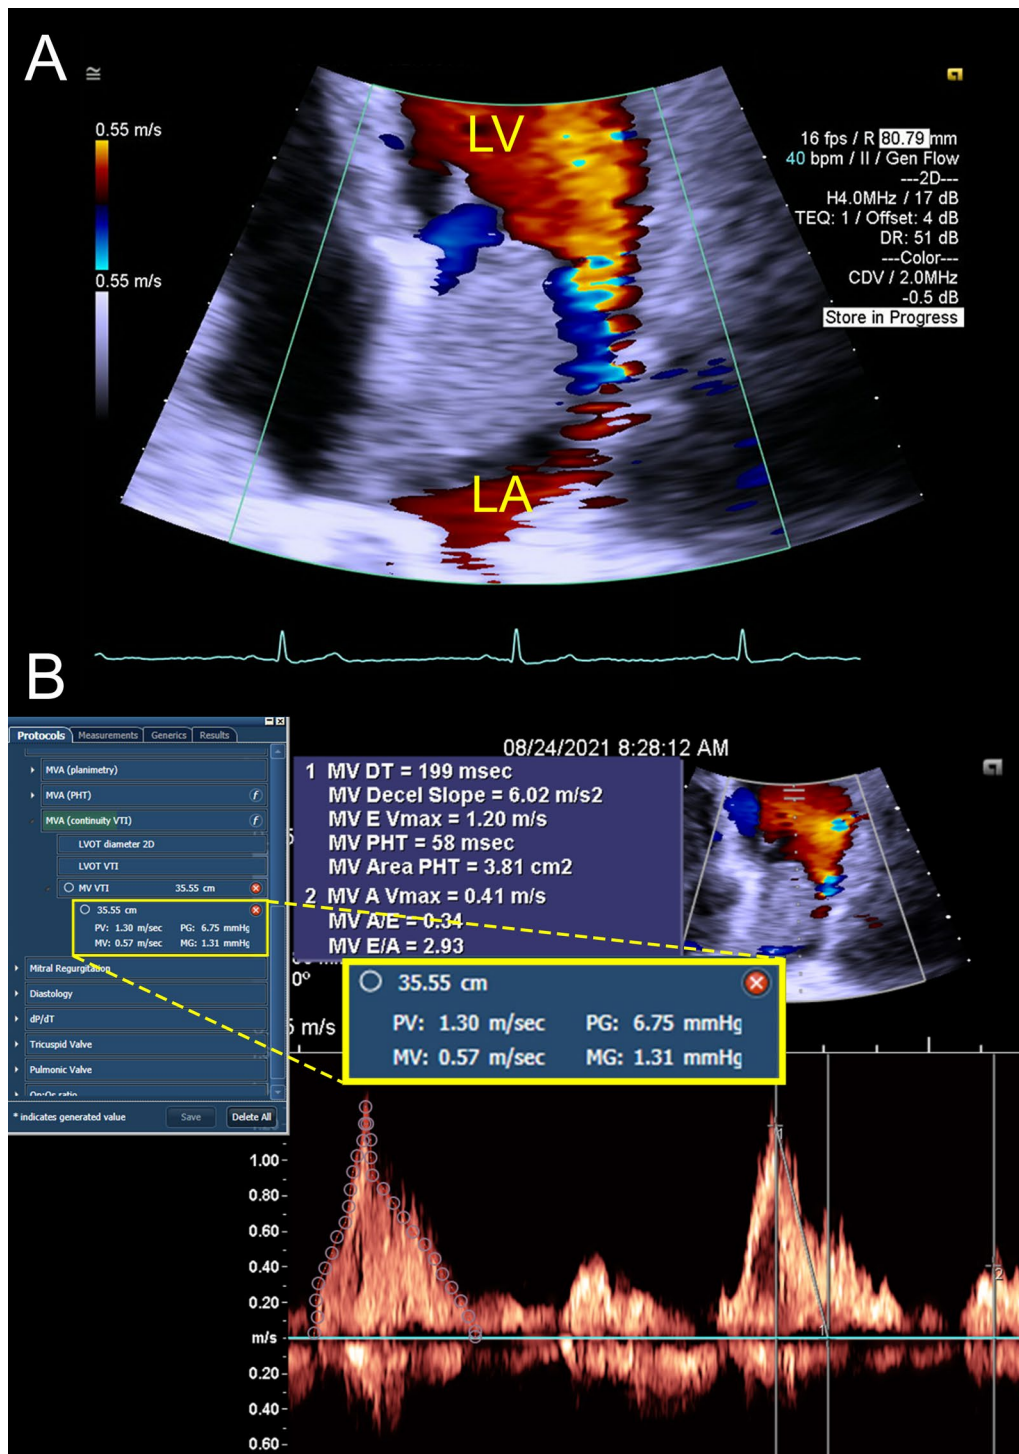 A
0.55 m/s
0.55 m/s
LV
LA
16 fps / R 80.79 mm
40 bpm / II / Gen Flow
---2D---
H4.0MHz / 17 dB
TEQ: 1 / Offset: 4 dB
DR: 51 dB
---Color---
CDV / 2.0MHz
-0.5 dB
Store in Progress
B
Protocols Measurements Generics Results
MVA (planimetry)
MVA (PHT) f
MVA (continuity VTI) f
LVOT diameter 2D
LVOT VTI
MV VTI 35.55 cm
35.55 cm
PV: 1.30 m/sec PG: 6.75 mmHg
MV: 0.57 m/sec MG: 1.31 mmHg
Mitral Regurgitation
Diastology
dP/dT
Tricuspid Valve
Pulmonic Valve
Qp:Qs ratio
* indicates generated value Save Delete All
08/24/2021 8:28:12 AM
1 MV DT = 199 msec
MV Decel Slope = 6.02 m/s2
MV E Vmax = 1.20 m/s
MV PHT = 58 msec
MV Area PHT = 3.81 cm2
2 MV A Vmax = 0.41 m/s
MV A/E = 0.34
MV E/A = 2.93
0°
m/s
35.55 cm
PV: 1.30 m/sec PG: 6.75 mmHg
MV: 0.57 m/sec MG: 1.31 mmHg
1.00
0.80
0.60
0.40
0.20
m/s
0.20
0.40
0.60
1
1
2